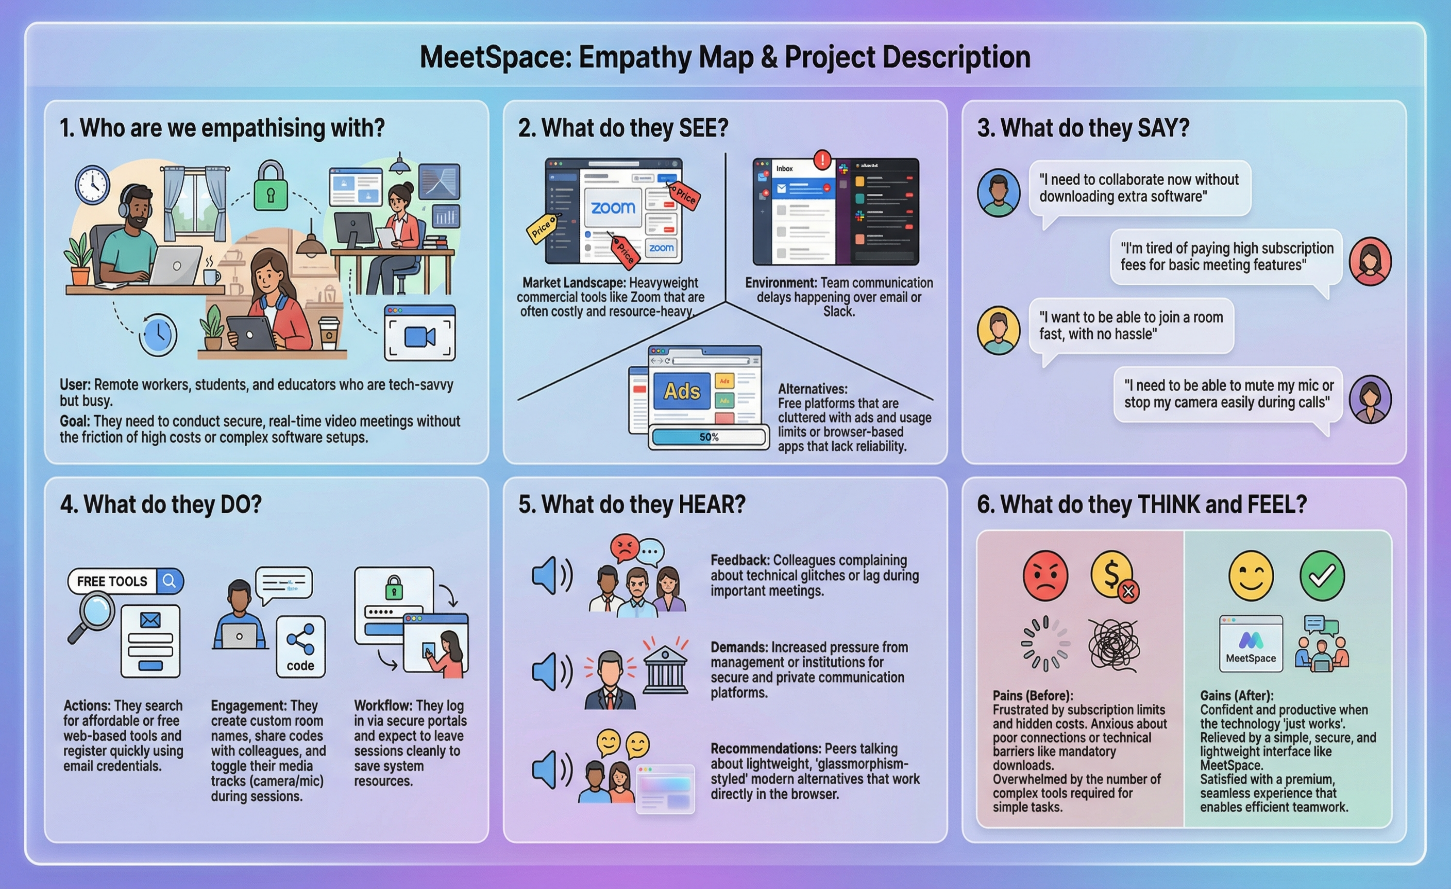 MeetSpace: Empathy Map & Project Description
1. Who are we empathising with?
User: Remote workers, students, and educators who are tech-savvy
but busy.
Goal: They need to conduct secure, real-time video meetings without
the friction of high costs or complex software setups.
2. What do they SEE?
zoom
Price
Price
Price
zoom
Market Landscape: Heavyweight
commercial tools like Zoom that are
often costly and resource-heavy.
Inbox
Environment: Team communication
delays happening over email or
Slack.
Ads
Ads
Ads
50%
Alternatives:
Free platforms that are
cluttered with ads and usage
limits or browser-based
apps that lack reliability.
3. What do they SAY?
"I need to collaborate now without
downloading extra software"
"I'm tired of paying high subscription
fees for basic meeting features"
"I want to be able to join a room
fast, with no hassle"
"I need to be able to mute my mic or
stop my camera easily during calls"
4. What do they DO?
FREE TOOLS
Actions: They search
for affordable or free
web-based tools and
register quickly using
email credentials.
code
Engagement: They
create custom room
names, share codes
with colleagues, and
toggle their media
tracks (camera/mic)
during sessions.
Workflow: They log
in via secure portals
and expect to leave
sessions cleanly to
save system
resources.
5. What do they HEAR?
Feedback: Colleagues complaining
about technical glitches or lag during
important meetings.
Demands: Increased pressure from
management or institutions for
secure and private communication
platforms.
Recommendations: Peers talking
about lightweight, 'glassmorphism-
styled' modern alternatives that work
directly in the browser.
6. What do they THINK and FEEL?
Pains (Before):
Frustrated by subscription limits
and hidden costs. Anxious about
poor connections or technical
barriers like mandatory
downloads.
Overwhelmed by the number of
complex tools required for
simple tasks.
MeetSpace
Gains (After):
Confident and productive when
the technology 'just works'.
Relieved by a simple, secure, and
lightweight interface like
MeetSpace.
Satisfied with a premium,
seamless experience that
enables efficient teamwork.